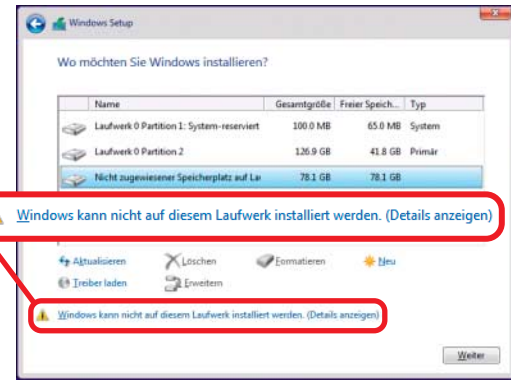 Windows Setup
Wo möchten Sie Windows installieren?
Name Gesamtgröße Freier Speich... Typ
Laufwerk 0 Partition 1: System-reserviert 100.0 MB 65.0 MB System
Laufwerk 0 Partition 2 126.9 GB 41.8 GB Primär
Nicht zugewiesener Speicherplatz auf La 78.1 GB 78.1 GB
Windows kann nicht auf diesem Laufwerk installiert werden. (Details anzeigen)
Aktualisieren Löschen Formatieren Neu
Treiber laden Erweitern
Windows kann nicht auf diesem Laufwerk installiert werden. (Details anzeigen)
Weiter